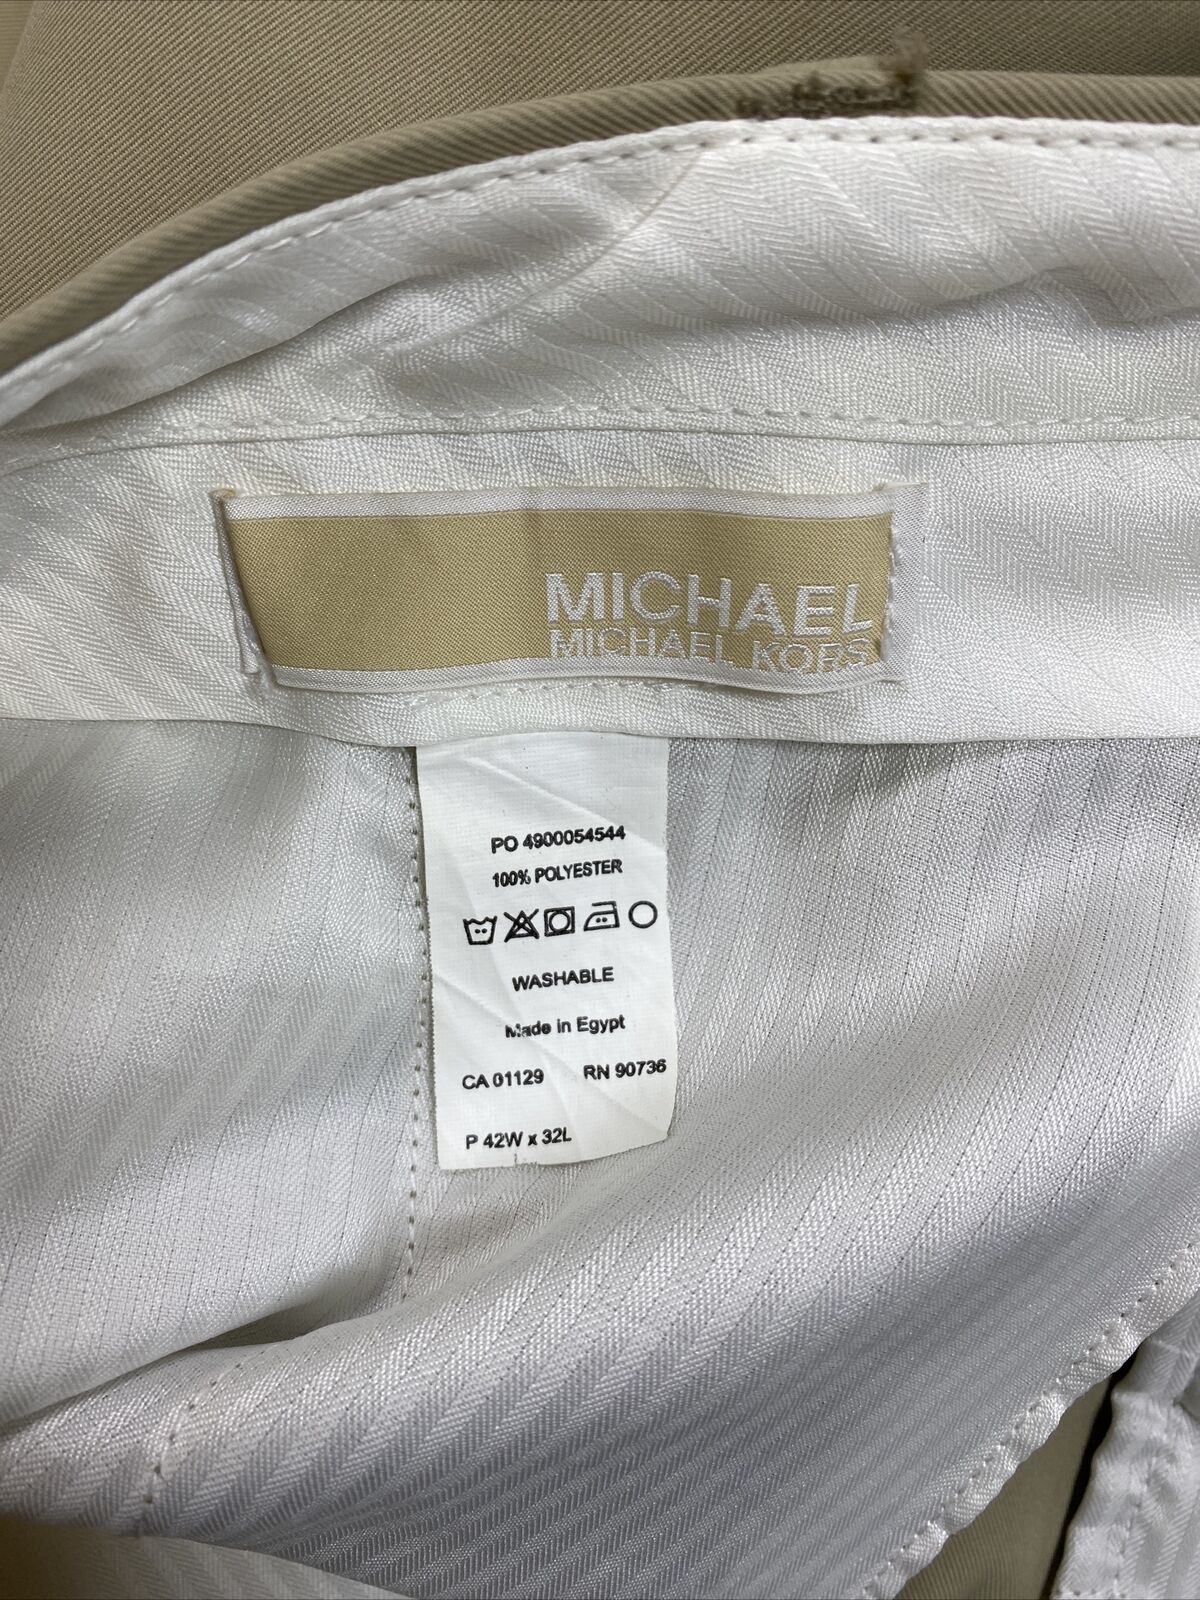 MICHAEL
MICHAEL KORS
PO 4900054544
100% POLYESTER
WASHABLE
Made in Egypt
CA 01129 RN 90736
P 42W x 32L